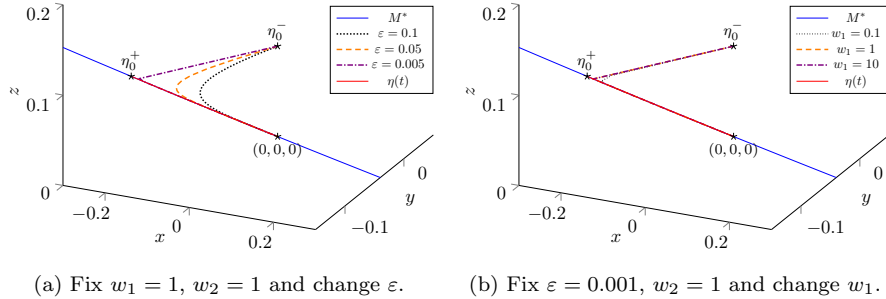 0.2
0.1
0
z
−0.2
0
0.2
x
−0.1
0
y
η₀⁺
η₀⁻
(0, 0, 0)
M*
ε = 0.1
ε = 0.05
ε = 0.005
η(t)
(a) Fix w₁ = 1, w₂ = 1 and change ε.
0.2
0.1
0
z
−0.2
0
0.2
x
−0.1
0
y
η₀⁺
η₀⁻
(0, 0, 0)
M*
w₁ = 0.1
w₁ = 1
w₁ = 10
η(t)
(b) Fix ε = 0.001, w₂ = 1 and change w₁.